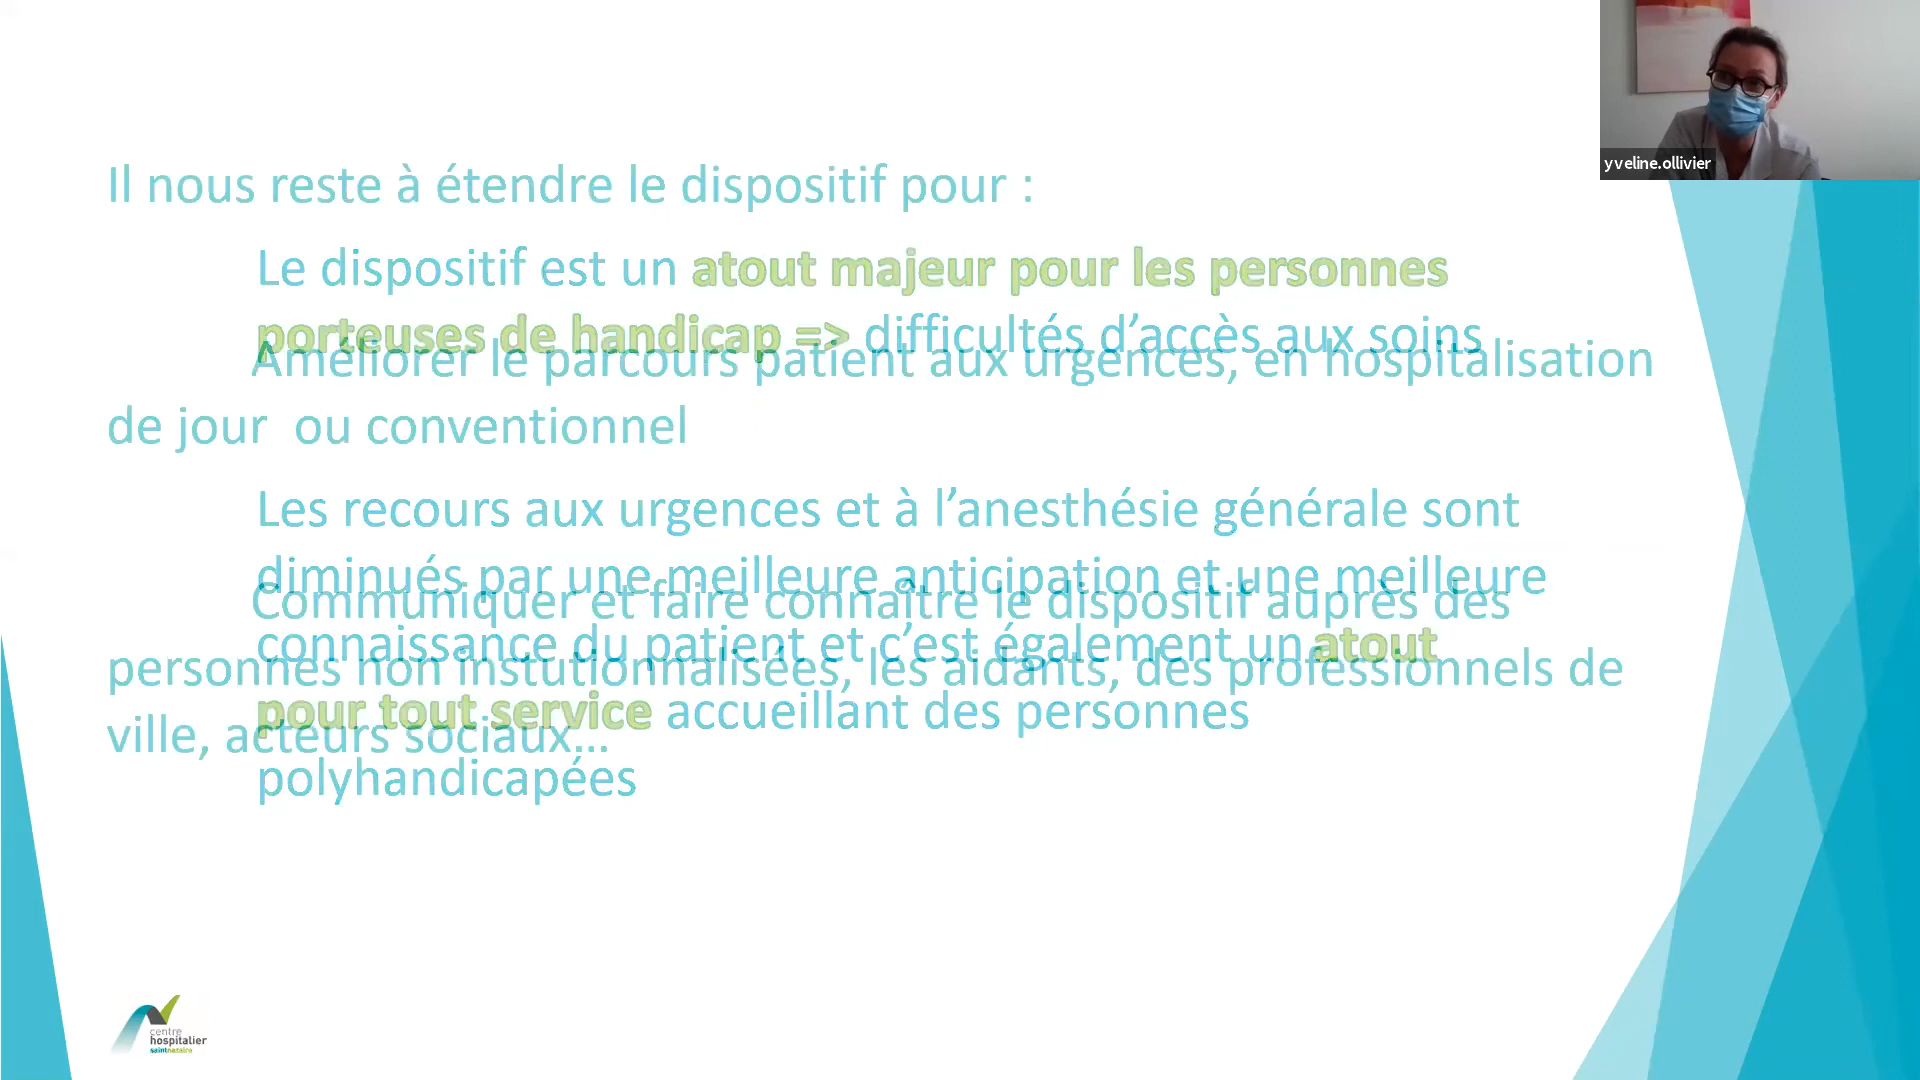 yveline.ollivier
Il nous reste à étendre le dispositif pour :
Le dispositif est un atout majeur pour les personnes
porteuses de handicap => difficultés d’accès aux soins
Améliorer le parcours patient aux urgences, en hospitalisation
de jour ou conventionnel
Les recours aux urgences et à l’anesthésie générale sont
diminués par une meilleure anticipation et une meilleure
Communiquer et faire connaître le dispositif auprès des
connaissance du patient et c’est également un atout
personnes non instutionnalisées, les aidants, des professionnels de
pour tout service accueillant des personnes
ville, acteurs sociaux...
polyhandicapées
centre
hospitalier
saintnazaire